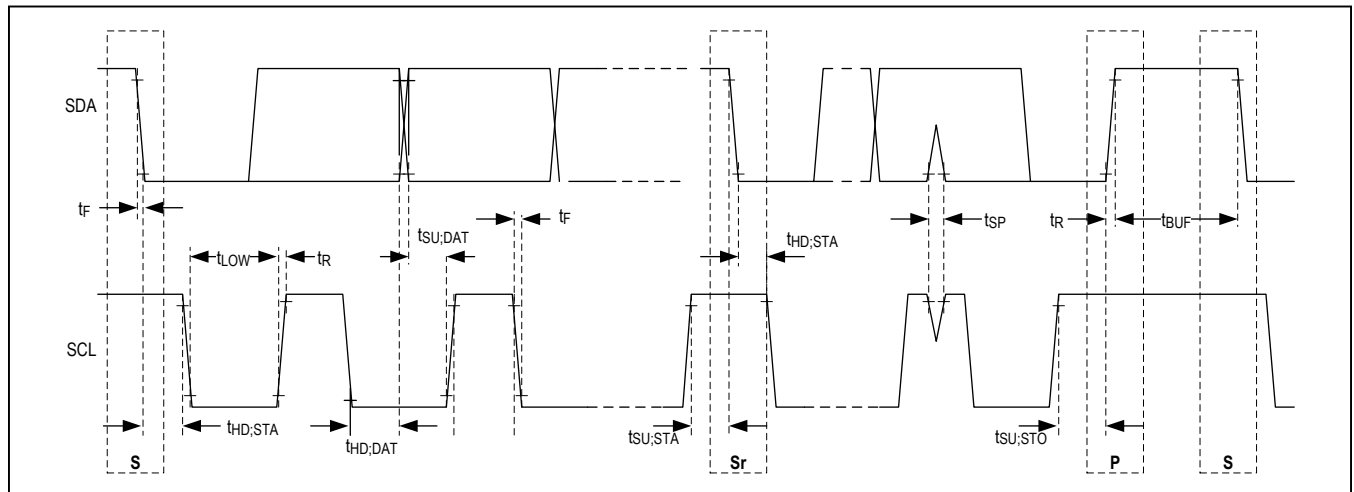 SDA
tF
tSU;DAT
tF
tHD;STA
tSP
tR
tBUF
tLOW
tR
SCL
tHD;STA
tHD;DAT
tSU;STA
tSU;STO
S
Sr
P
S